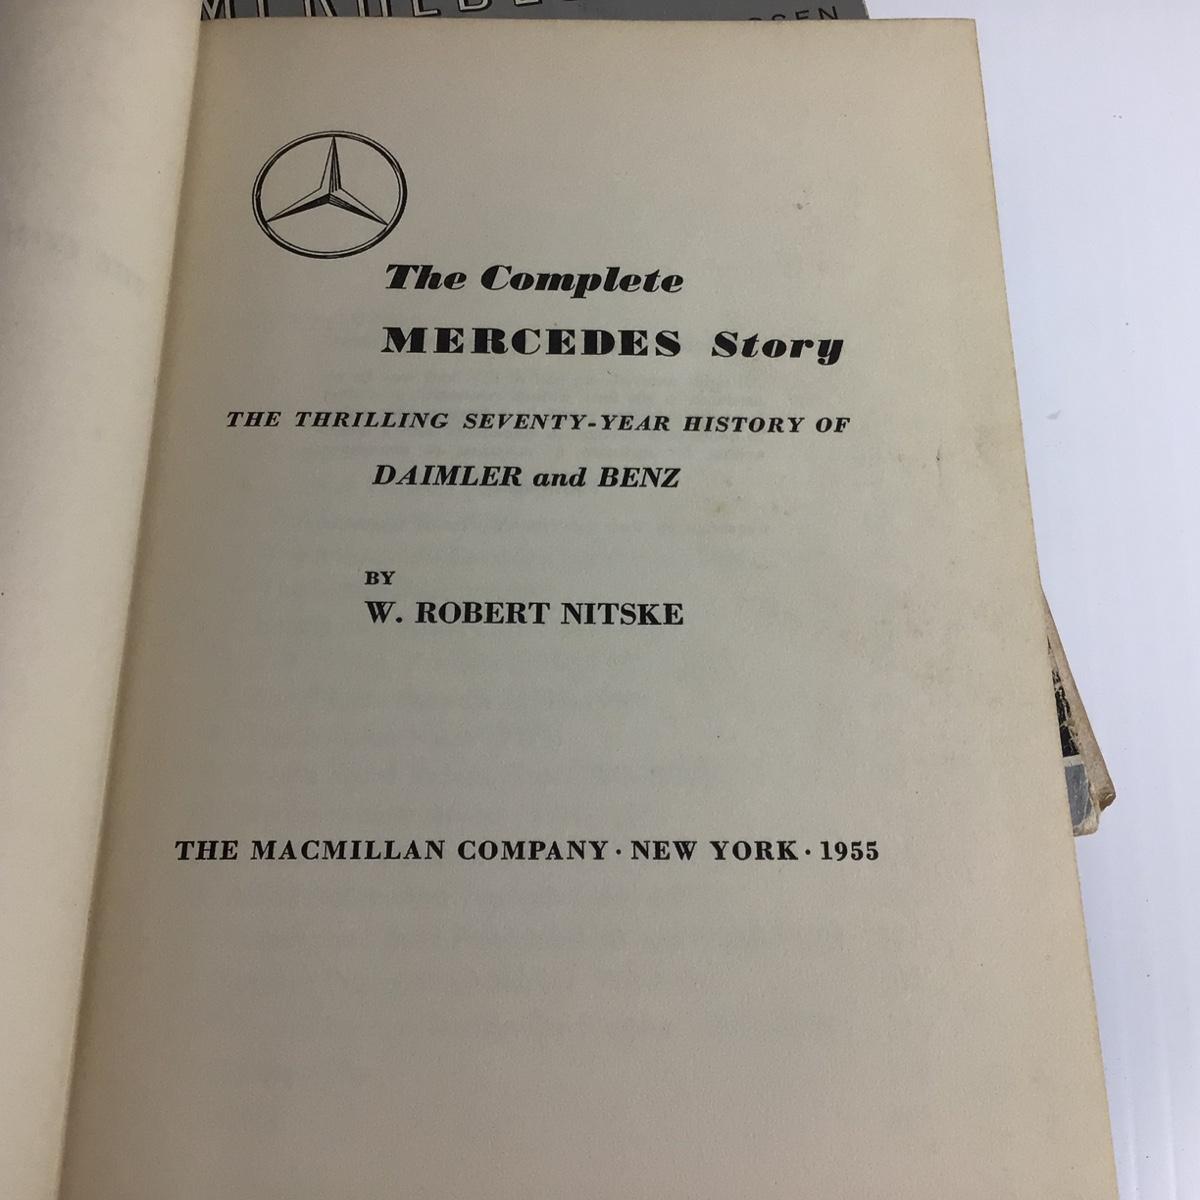 The Complete
MERCEDES Story
THE THRILLING SEVENTY-YEAR HISTORY OF
DAIMLER and BENZ
BY
W. ROBERT NITSKE
THE MACMILLAN COMPANY · NEW YORK · 1955